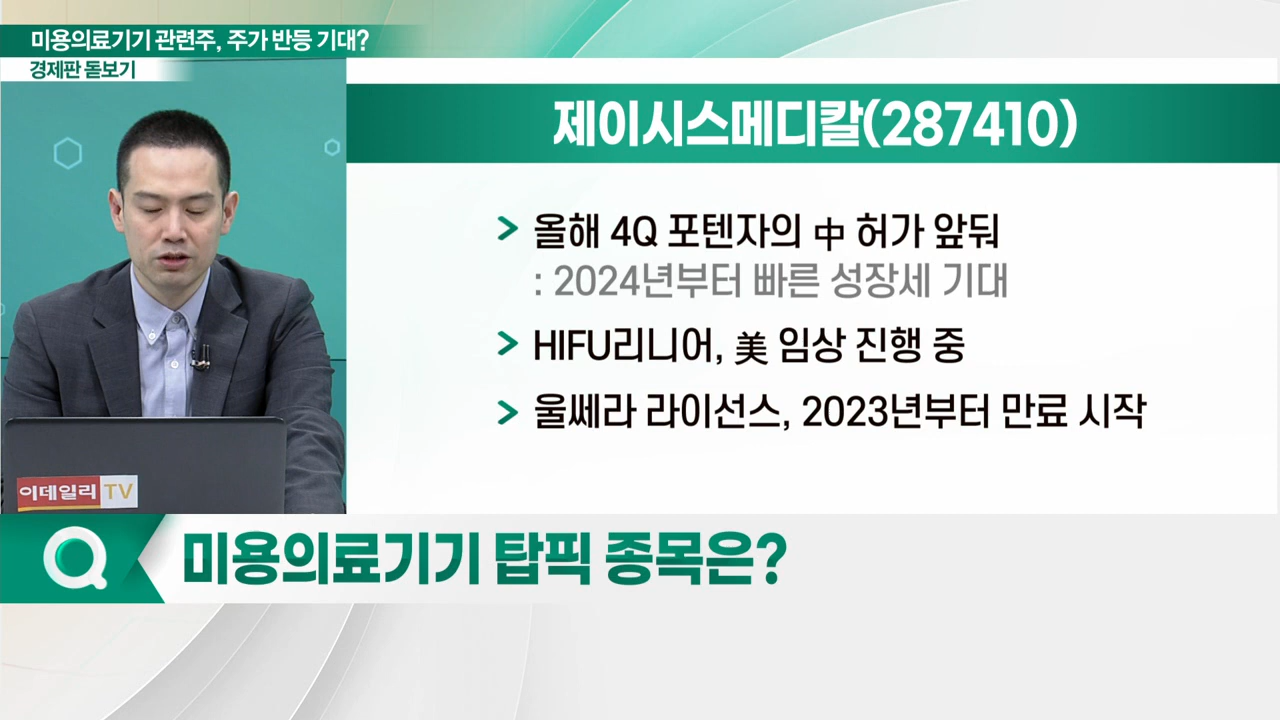 미용의료기기 관련주, 주가 반등 기대?
경제판 돋보기
제이시스메디칼(287410)
> 올해 4Q 포텐자의 中 허가 앞둬
: 2024년부터 빠른 성장세 기대
> HIFU리니어, 美 임상 진행 중
> 울쎄라 라이선스, 2023년부터 만료 시작
이데일리 TV
Q 미용의료기기 탑픽 종목은?